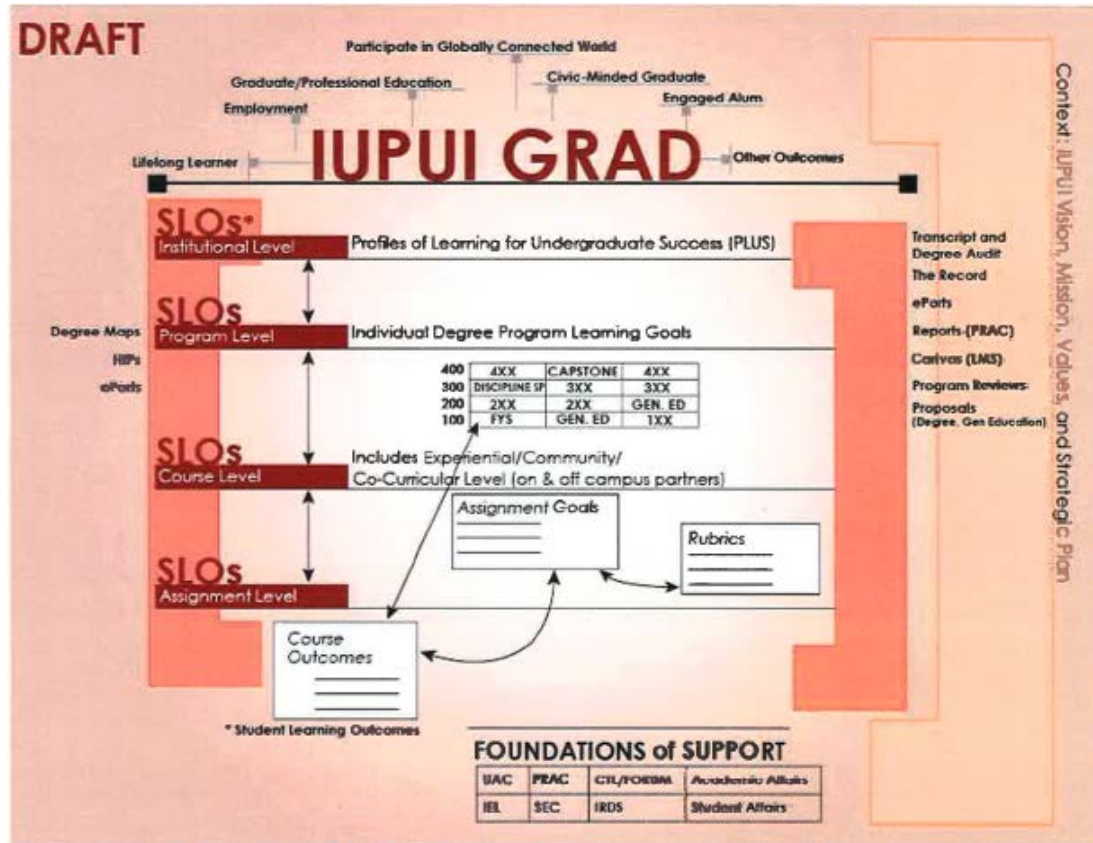 DRAFT
Participate in Globally Connected World
Graduate/Professional Education
Civic-Minded Graduate
Employment
Engaged Alum
Lifelong Learner
IUPUI GRAD
Other Outcomes
SLOs*
Institutional Level
Profiles of Learning for Undergraduate Success (PLUS)
SLOs
Program Level
Individual Degree Program Learning Goals
Degree Maps
HIPs
ePorts
400 4XX CAPSTONE 4XX
300 DISCIPLINE SP 3XX 3XX
200 2XX 2XX GEN. ED
100 FYS GEN. ED 1XX
SLOs
Course Level
Includes Experiential/Community/
Co-Curricular Level (on & off campus partners)
Assignment Goals
Rubrics
SLOs
Assignment Level
Course
Outcomes
* Student Learning Outcomes
Transcript and
Degree Audit
The Record
ePorts
Reports (PRAC)
Canvas (LMS)
Program Reviews
Proposals
(Degree, Gen Education)
Context: IUPUI Vision, Mission, Values, and Strategic Plan
FOUNDATIONS of SUPPORT
UAC PRAC CTL/FORUM Academic Affairs
IEL SEC IRDS Student Affairs